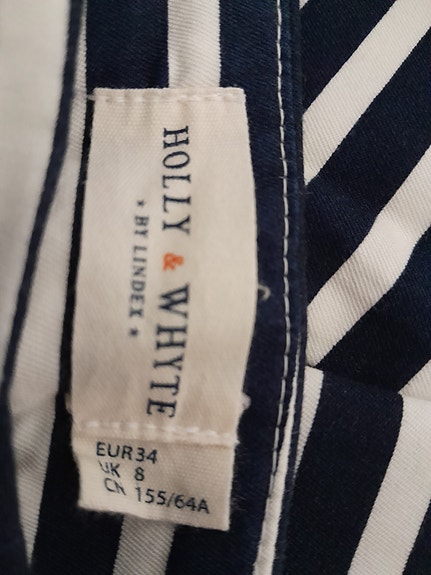 HOLLY & WHYTE
* BY LINDEX *
EUR34
UK 8
CN 155/64A